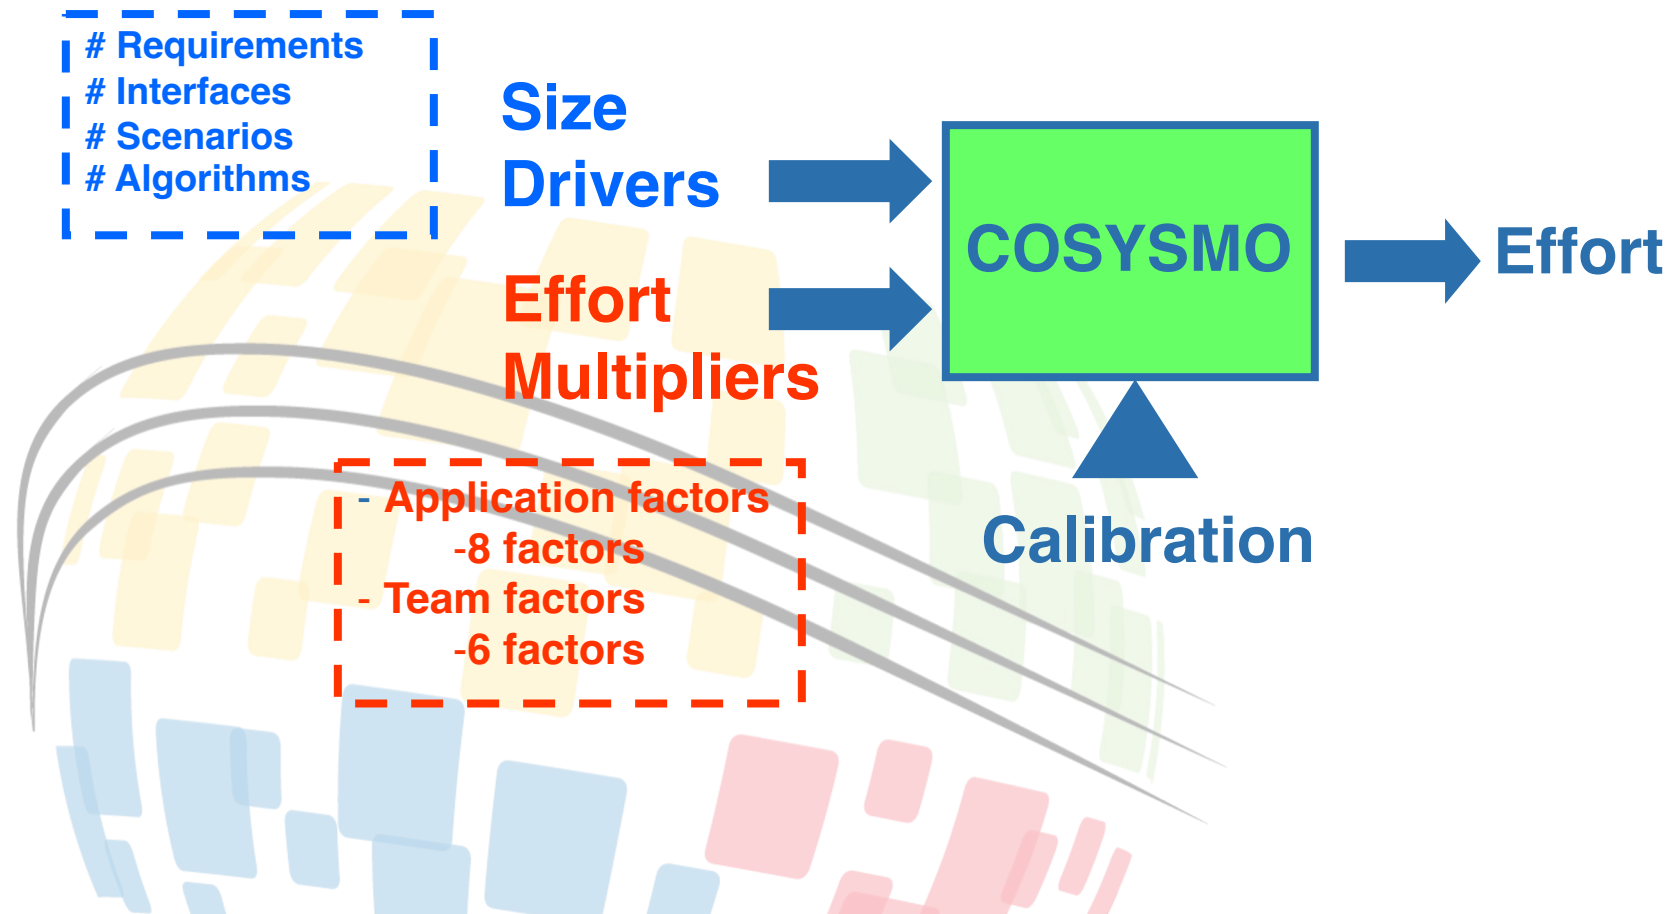 # Requirements
# Interfaces
# Scenarios
# Algorithms
Size
Drivers
Effort
Multipliers
- Application factors
-8 factors
- Team factors
-6 factors
COSYSMO
Calibration
Effort